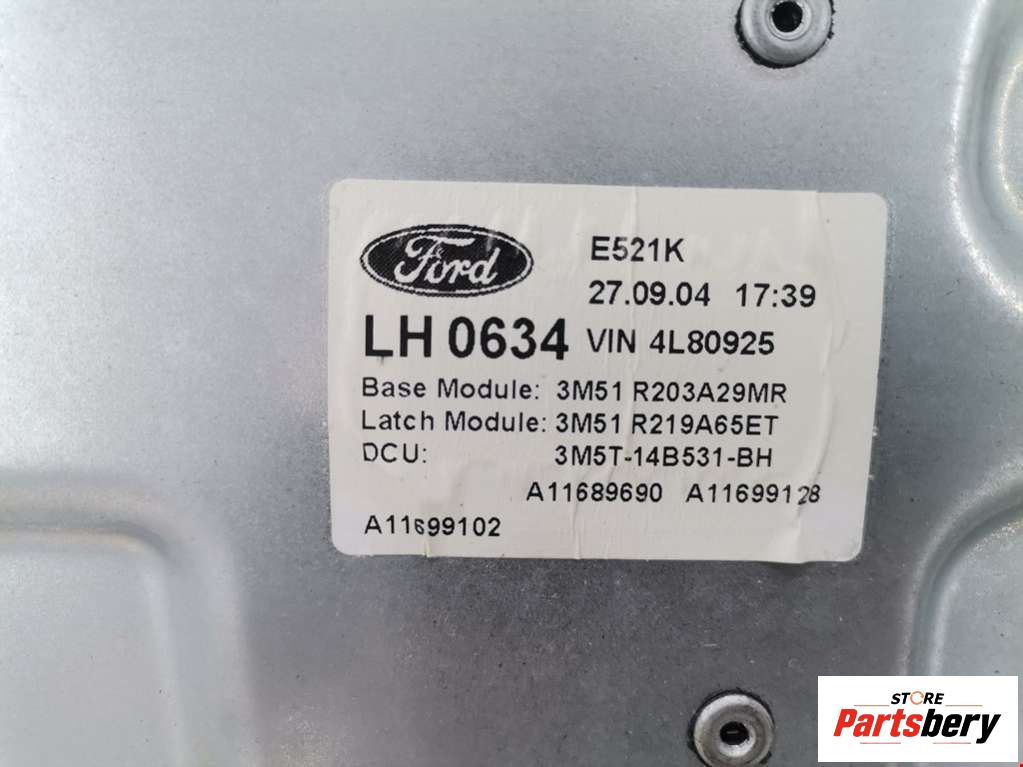 Ford
E521K
27.09.04 17:39
LH 0634 VIN 4L80925
Base Module: 3M51 R203A29MR
Latch Module: 3M51 R219A65ET
DCU: 3M5T-14B531-BH
A11689690 A11699128
A11699102
STORE
Partsbery